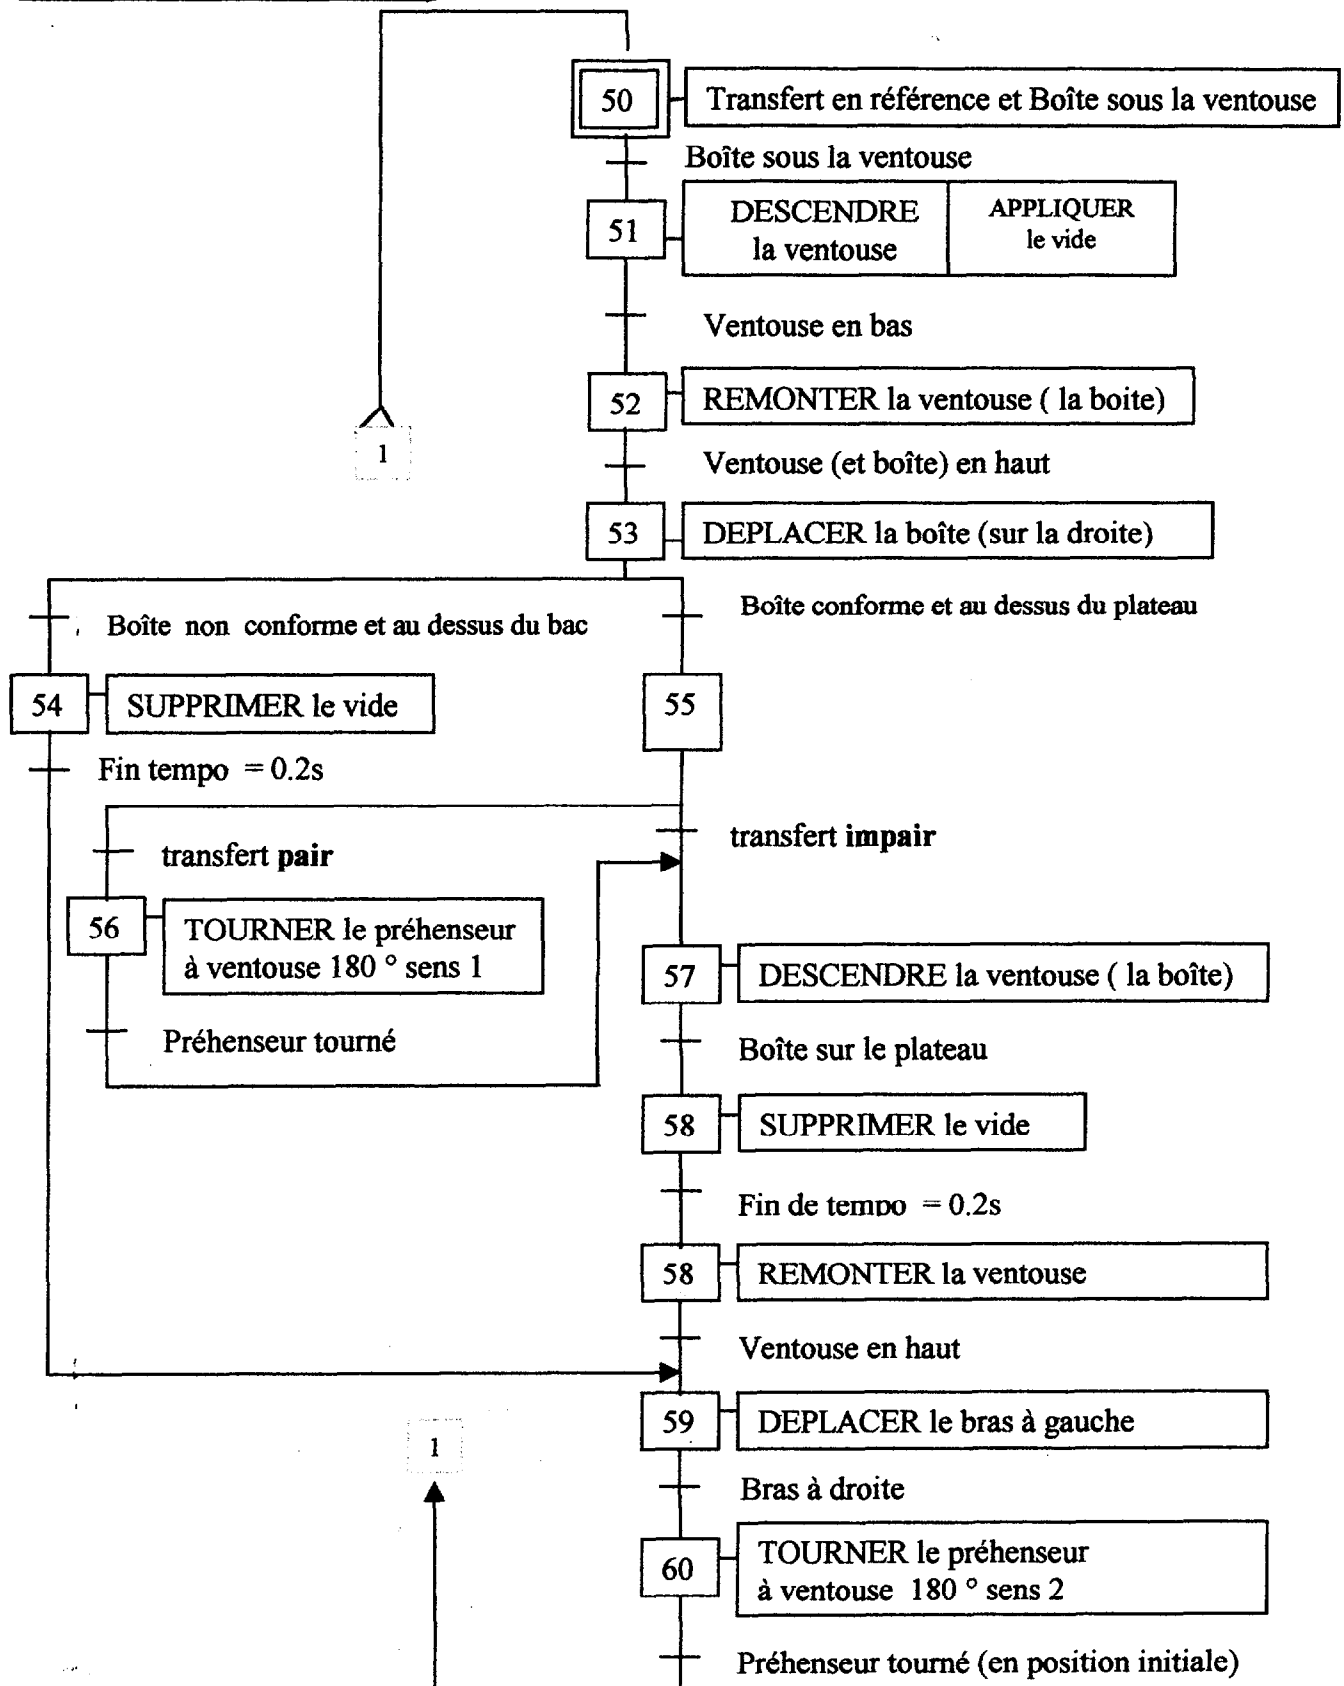 50
Transfert en référence et Boîte sous la ventouse
Boîte sous la ventouse
51
DESCENDRE
la ventouse
APPLIQUER
le vide
Ventouse en bas
52
REMONTER la ventouse ( la boite)
1
Ventouse (et boîte) en haut
53
DEPLACER la boîte (sur la droite)
Boîte non conforme et au dessus du bac
Boîte conforme et au dessus du plateau
54
SUPPRIMER le vide
55
Fin tempo = 0.2s
transfert pair
transfert impair
56
TOURNER le préhenseur
à ventouse 180 ° sens 1
57
DESCENDRE la ventouse ( la boîte)
Préhenseur tourné
Boîte sur le plateau
58
SUPPRIMER le vide
Fin de tempo = 0.2s
58
REMONTER la ventouse
Ventouse en haut
59
DEPLACER le bras à gauche
1
Bras à droite
60
TOURNER le préhenseur
à ventouse 180 ° sens 2
Préhenseur tourné (en position initiale)